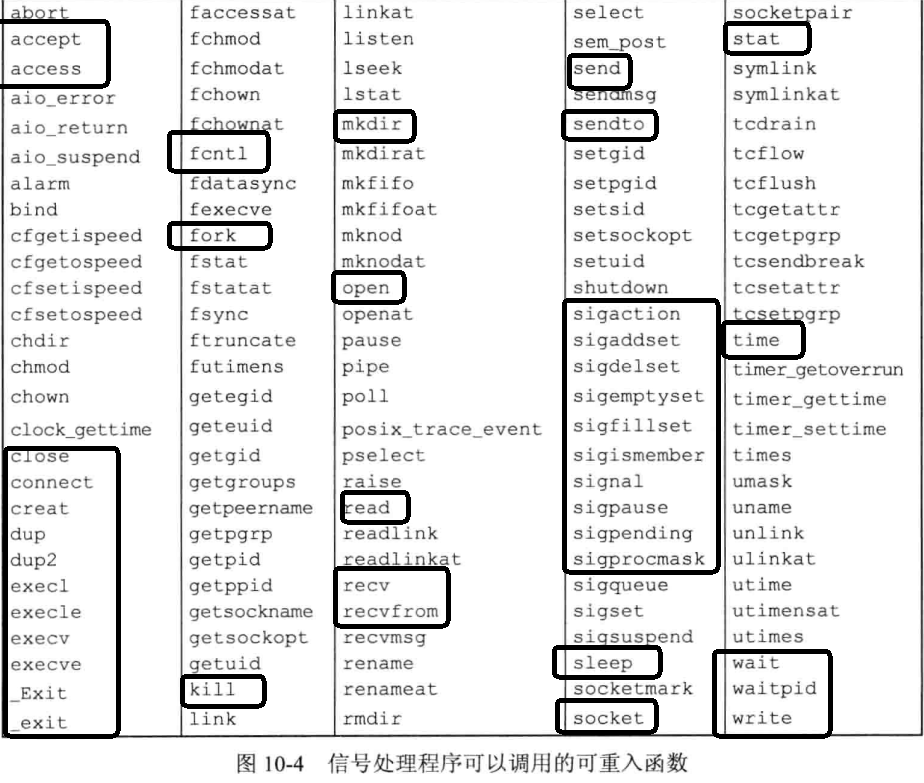 abort faccessat linkat select socketpair
accept fchmod listen sem_post stat
access fchmodat lseek send symlink
aio_error fchown lstat sendmsg symlinkat
aio_return fchownat mkdir sendto tcdrain
aio_suspend fcntl mkdirat setgid tcflow
alarm fdatasync mkfifo setpgid tcflush
bind fexecve mkfifoat setsid tcgetattr
cfgetispeed fork mknod setsockopt tcgetpgrp
cfgetospeed fstat mknodat setuid tcsendbreak
cfsetispeed fstatat open shutdown tcsetattr
cfsetospeed fsync openat sigaction tcsetpgrp
chdir ftruncate pause sigaddset time
chmod futimens pipe sigdelset timer_getoverrun
chown getegid poll sigemptyset timer_gettime
clock_gettime geteuid posix_trace_event sigfillset timer_settime
close getgid pselect sigismember times
connect getgroups raise signal umask
creat getpeername read sigpause uname
dup getpgrp readlink sigpending unlink
dup2 getpid readlinkat sigprocmask ulinkat
execl getppid recv sigqueue utime
execle getsockname recvfrom sigset utimensat
execv getsockopt recvmsg sigsuspend utimes
execve getuid rename sleep wait
_Exit kill renameat socketmark waitpid
_exit link rmdir socket write
图 10-4 信号处理程序可以调用的可重入函数